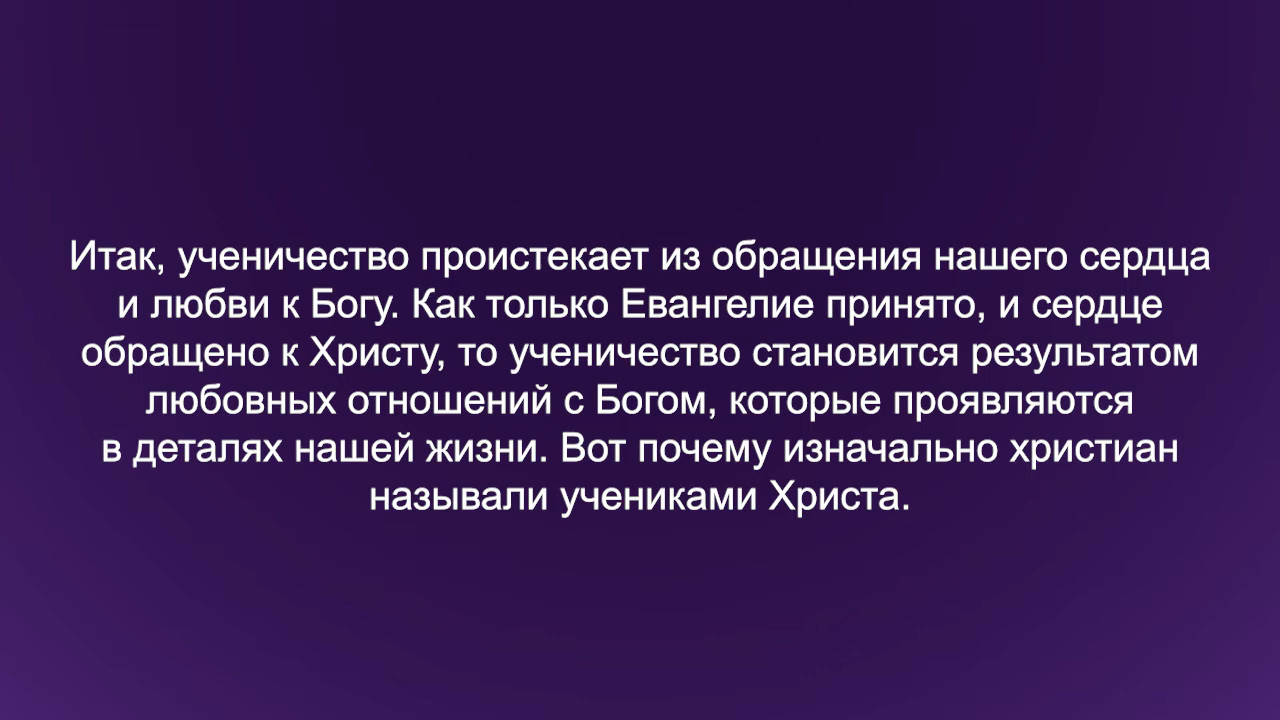 Итак, ученичество проистекает из обращения нашего сердца
и любви к Богу. Как только Евангелие принято, и сердце
обращено к Христу, то ученичество становится результатом
любовных отношений с Богом, которые проявляются
в деталях нашей жизни. Вот почему изначально христиан
называли учениками Христа.